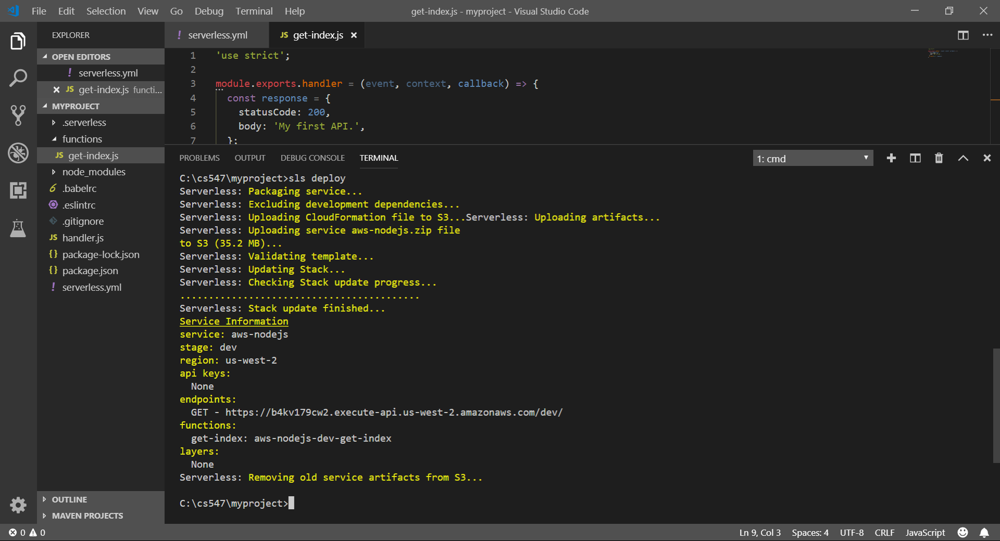 File Edit Selection View Go Debug Terminal Help
get-index.js - myproject - Visual Studio Code
EXPLORER
OPEN EDITORS
! serverless.yml
JS get-index.js functi...
MYPROJECT
.serverless
functions
JS get-index.js
node_modules
.babelrc
.eslintrc
.gitignore
JS handler.js
{} package-lock.json
{} package.json
! serverless.yml
OUTLINE
MAVEN PROJECTS
! serverless.yml
JS get-index.js
1 'use strict';
2
3 module.exports.handler = (event, context, callback) => {
4 const response = {
5 statusCode: 200,
6 body: 'My first API.',
7 };
PROBLEMS OUTPUT DEBUG CONSOLE TERMINAL
1: cmd
C:\cs547\myproject>sls deploy
Serverless: Packaging service...
Serverless: Excluding development dependencies...
Serverless: Uploading CloudFormation file to S3...Serverless: Uploading artifacts...
Serverless: Uploading service aws-nodejs.zip file
to S3 (35.2 MB)...
Serverless: Validating template...
Serverless: Updating Stack...
Serverless: Checking Stack update progress...
..........................................
Serverless: Stack update finished...
Service Information
service: aws-nodejs
stage: dev
region: us-west-2
api keys:
None
endpoints:
GET - https://b4kv179cw2.execute-api.us-west-2.amazonaws.com/dev/
functions:
get-index: aws-nodejs-dev-get-index
layers:
None
Serverless: Removing old service artifacts from S3...
C:\cs547\myproject>
0 0
Ln 9, Col 3 Spaces: 4 UTF-8 CRLF JavaScript